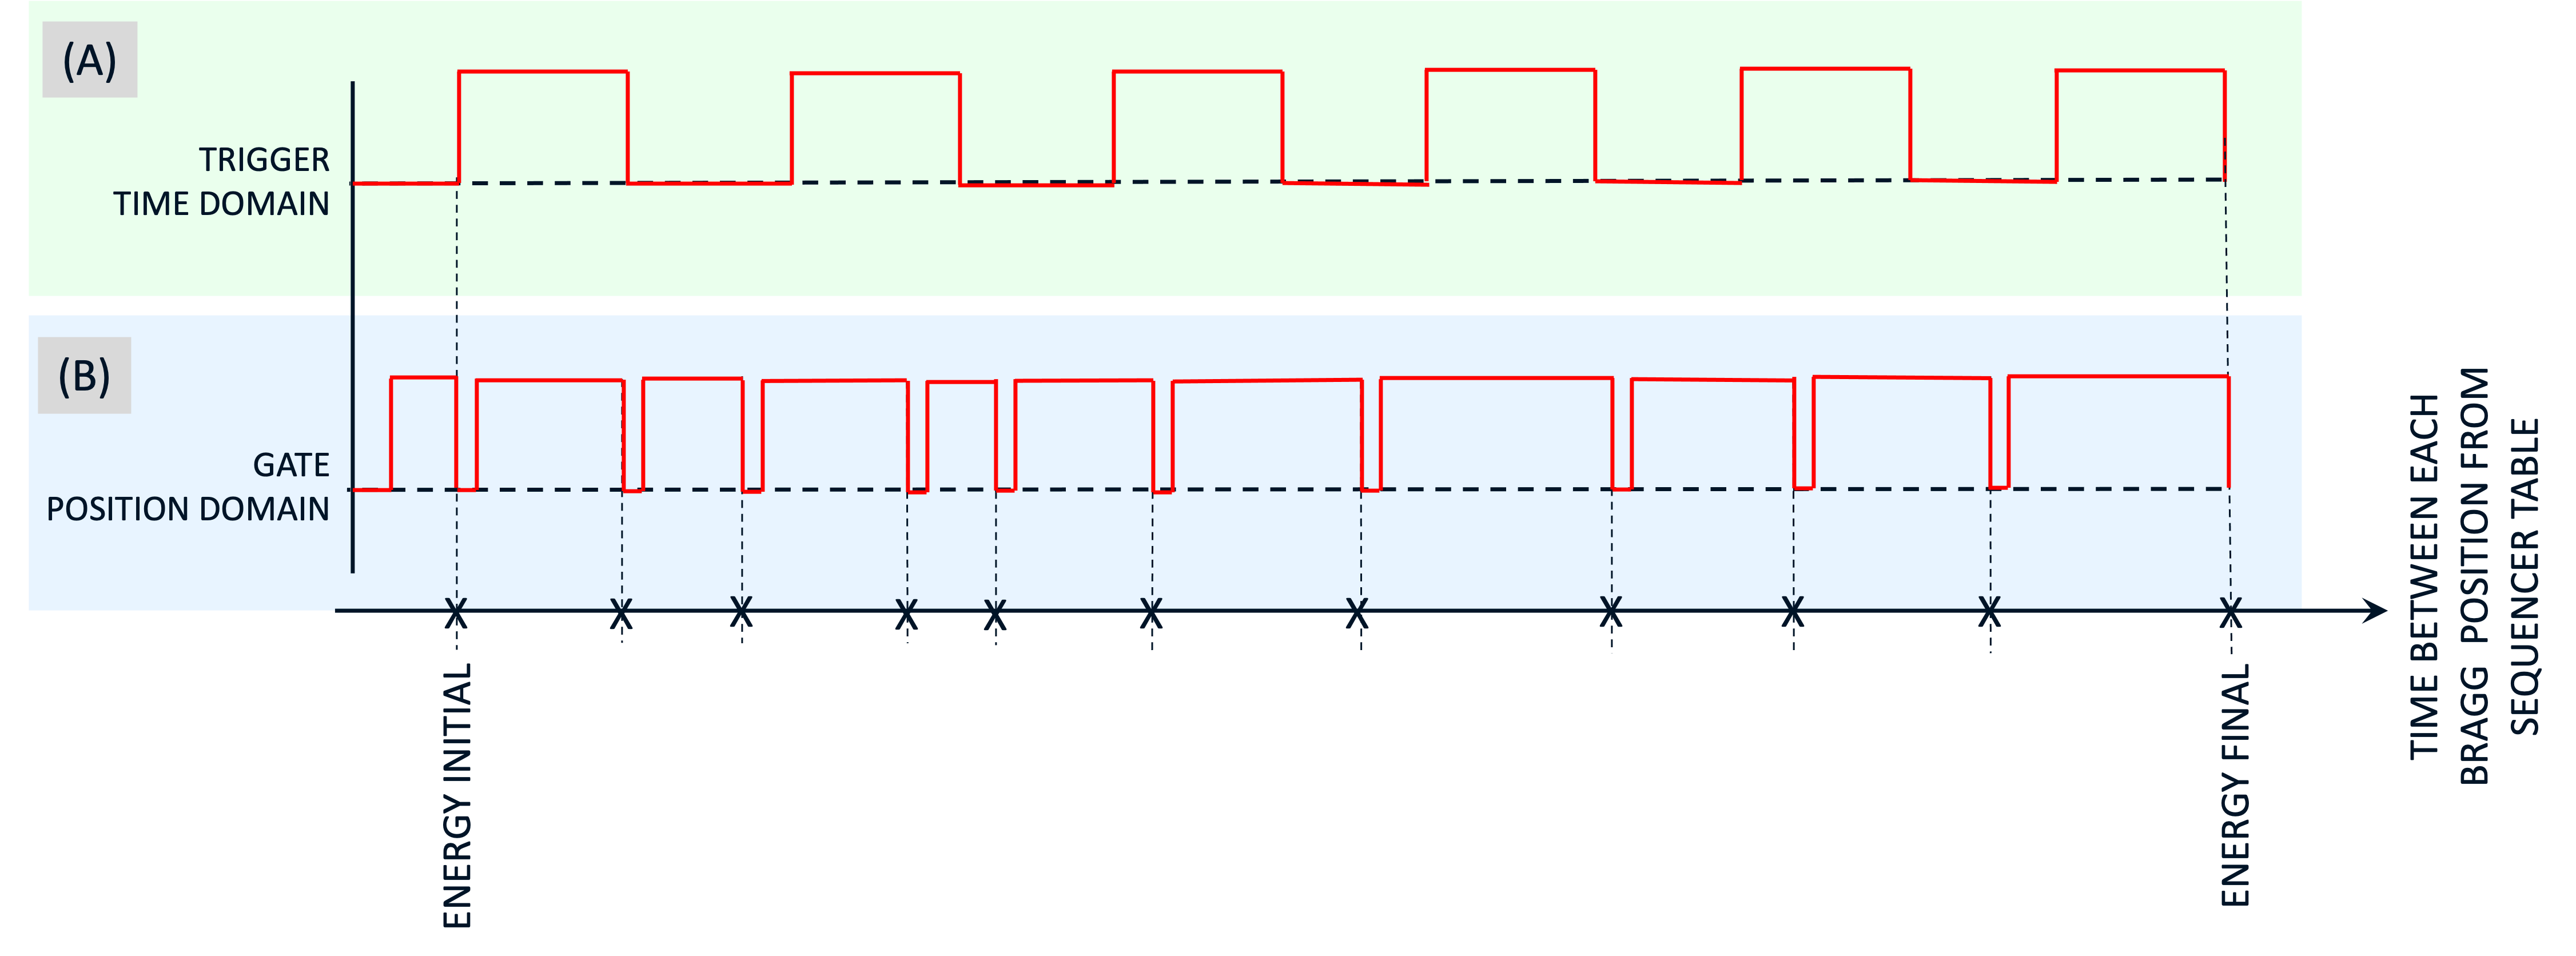 (A)
TRIGGER
TIME DOMAIN
(B)
GATE
POSITION DOMAIN
X X X X X X X X X X X
ENERGY INITIAL
ENERGY FINAL
TIME BETWEEN EACH
BRAGG POSITION FROM
SEQUENCER TABLE